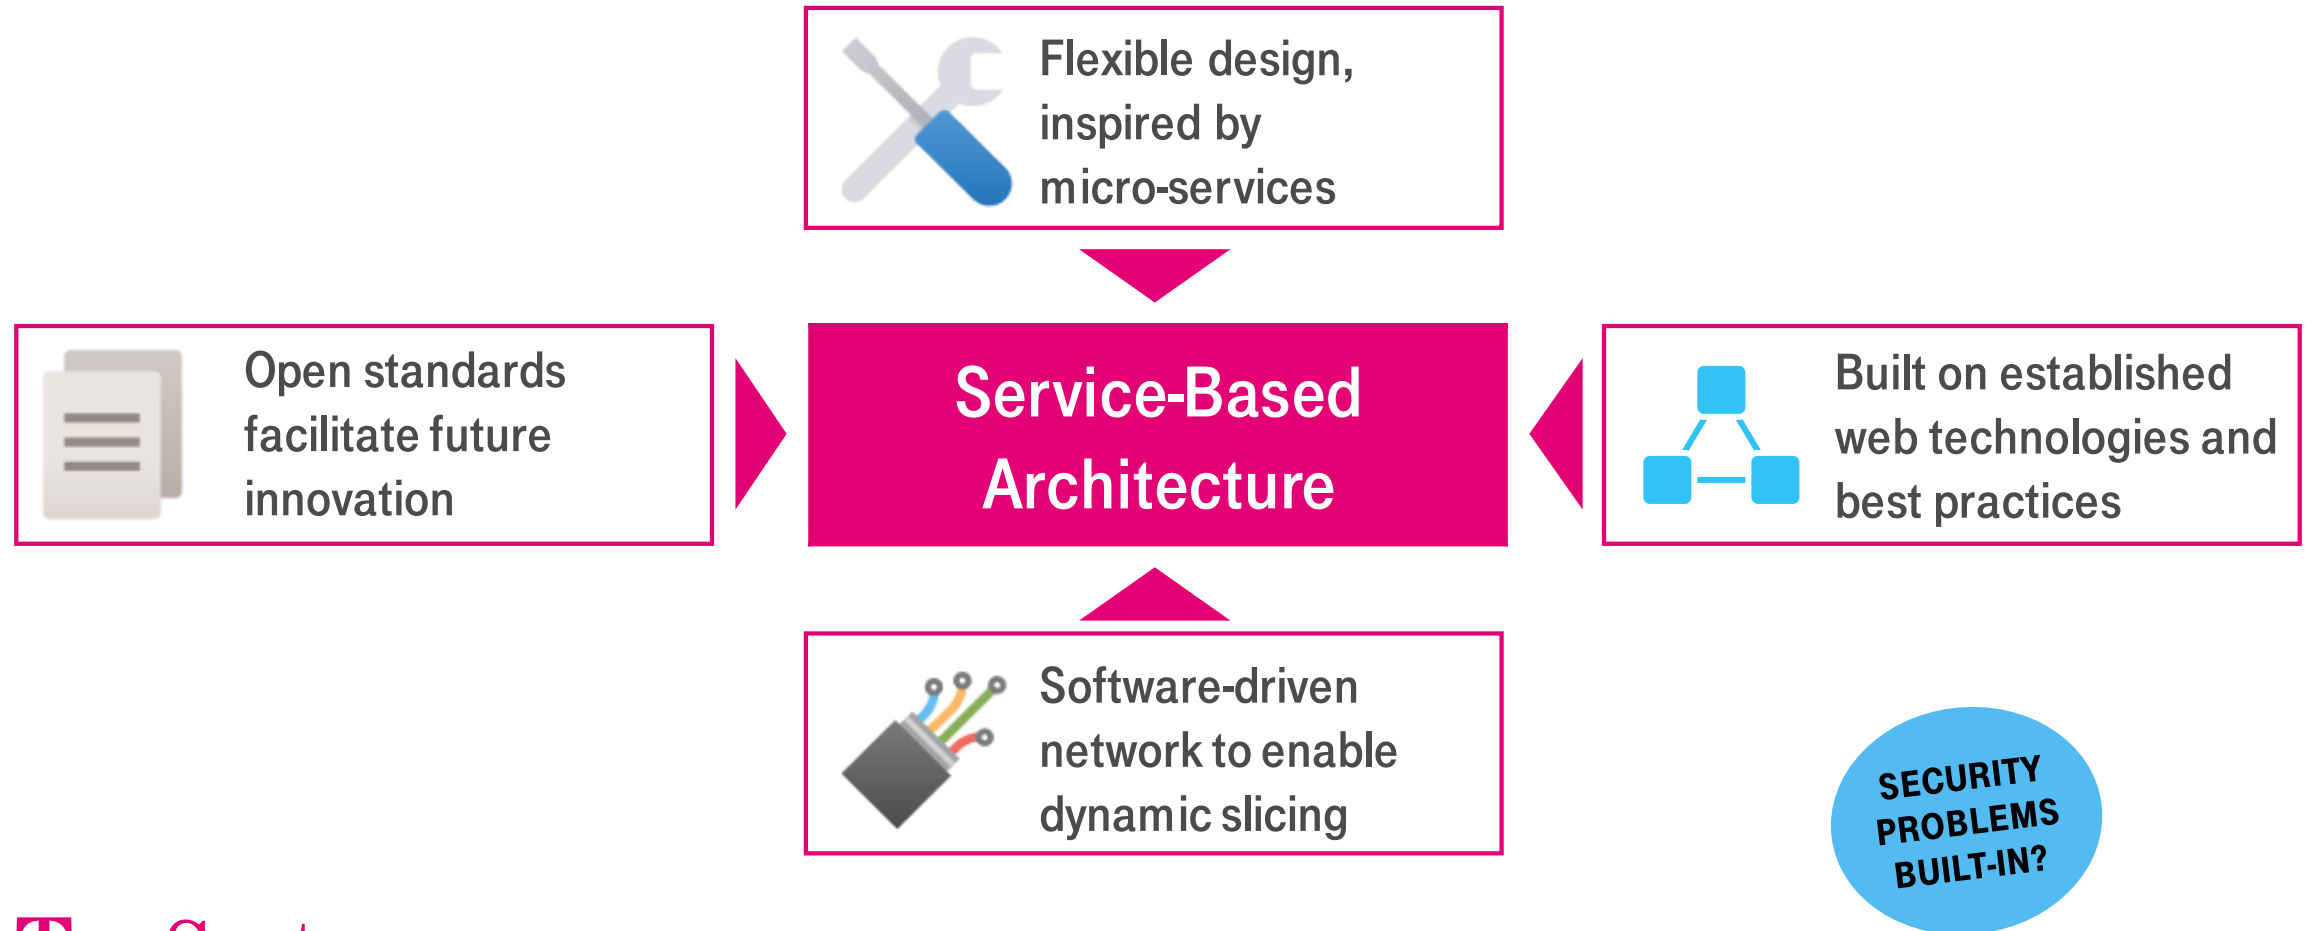 Flexible design,
inspired by
micro-services
Open standards
facilitate future
innovation
Service-Based
Architecture
Built on established
web technologies and
best practices
Software-driven
network to enable
dynamic slicing
SECURITY
PROBLEMS
BUILT-IN?